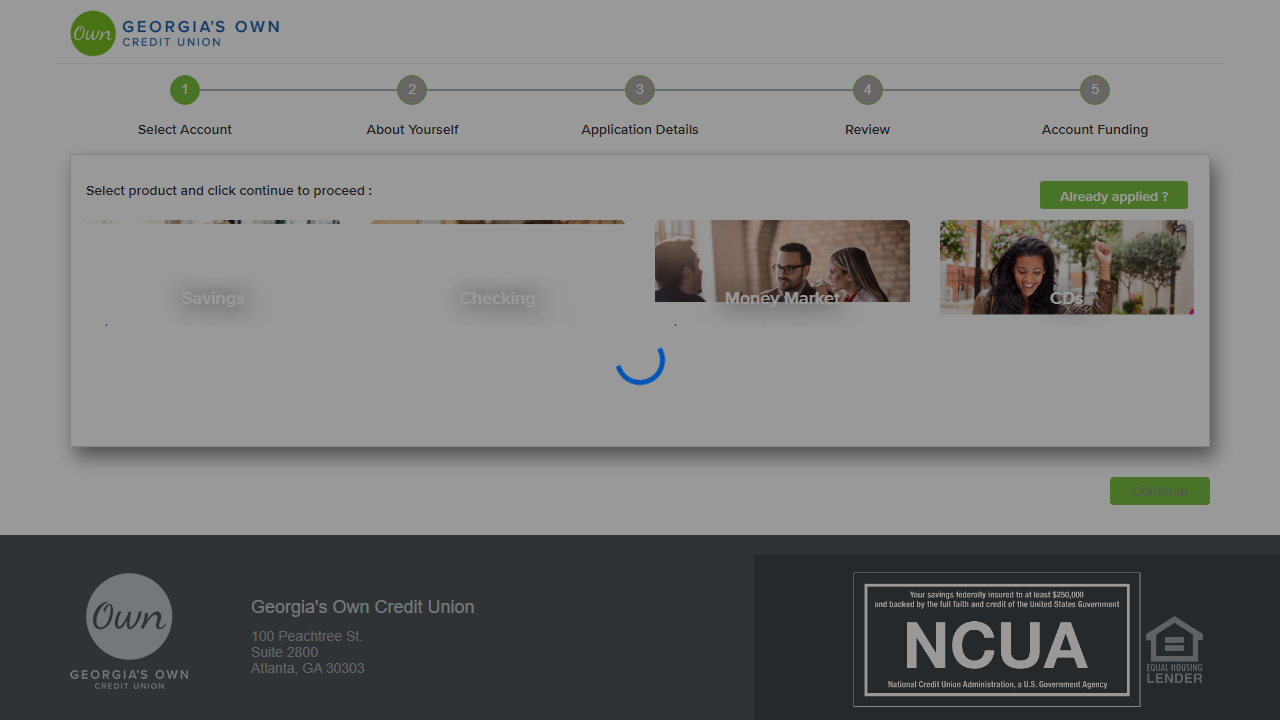 Own
GEORGIA'S OWN
CREDIT UNION
1
2
3
4
5
Select Account
About Yourself
Application Details
Review
Account Funding
Select product and click continue to proceed :
Already applied ?
Savings
Checking
Money Market
CDs
Continue
Own
GEORGIA'S OWN
CREDIT UNION
Georgia's Own Credit Union
100 Peachtree St.
Suite 2800
Atlanta, GA 30303
Your savings federally insured to at least $250,000
and backed by the full faith and credit of the United States Government
NCUA
National Credit Union Administration, a U.S. Government Agency
EQUAL HOUSING
LENDER